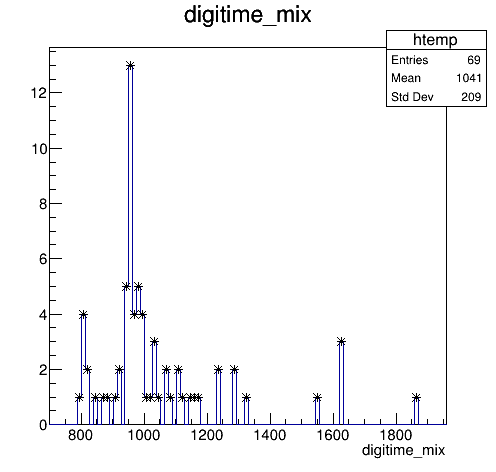 digitime_mix
htemp
Entries 69
Mean 1041
Std Dev 209
12
10
8
6
4
2
0
800 1000 1200 1400 1600 1800
digitime_mix